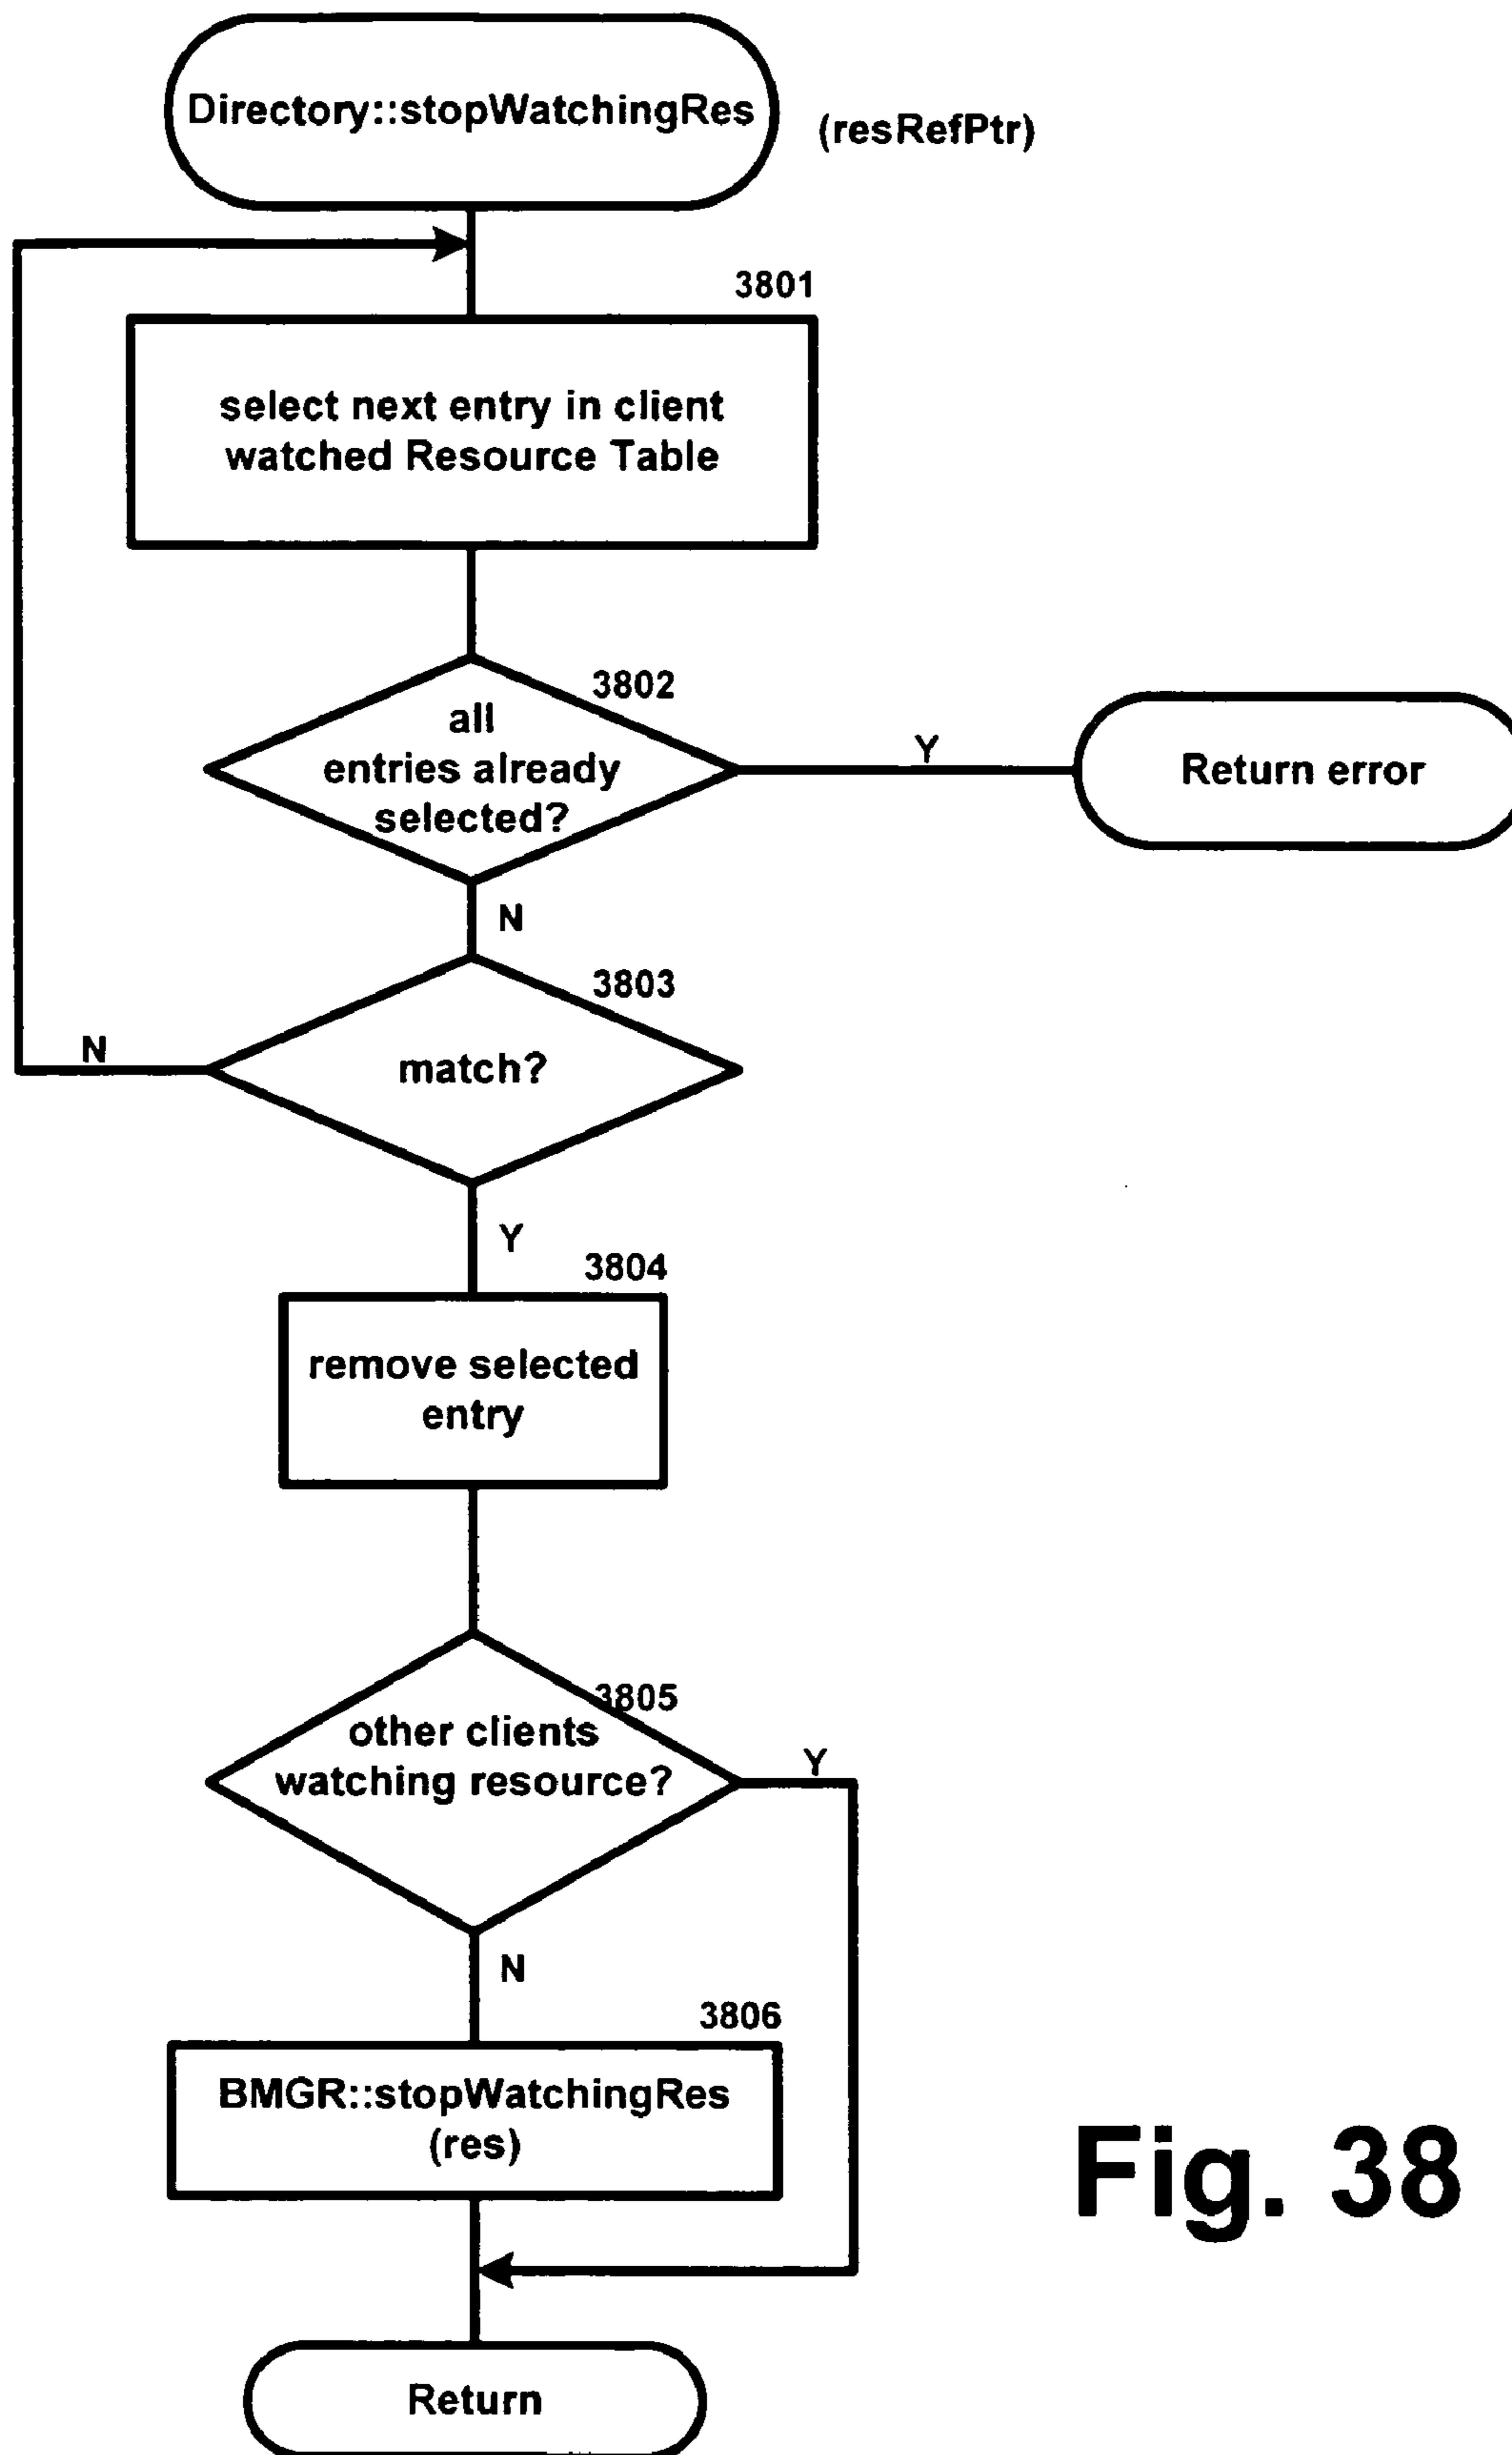 Directory::stopWatchingRes
(resRefPtr)
3801
select next entry in client
watched Resource Table
3802
all
entries already
selected?
Y
Return error
N
3803
match?
N
Y
3804
remove selected
entry
3805
other clients
watching resource?
Y
N
3806
BMGR::stopWatchingRes
(res)
Return
Fig. 38